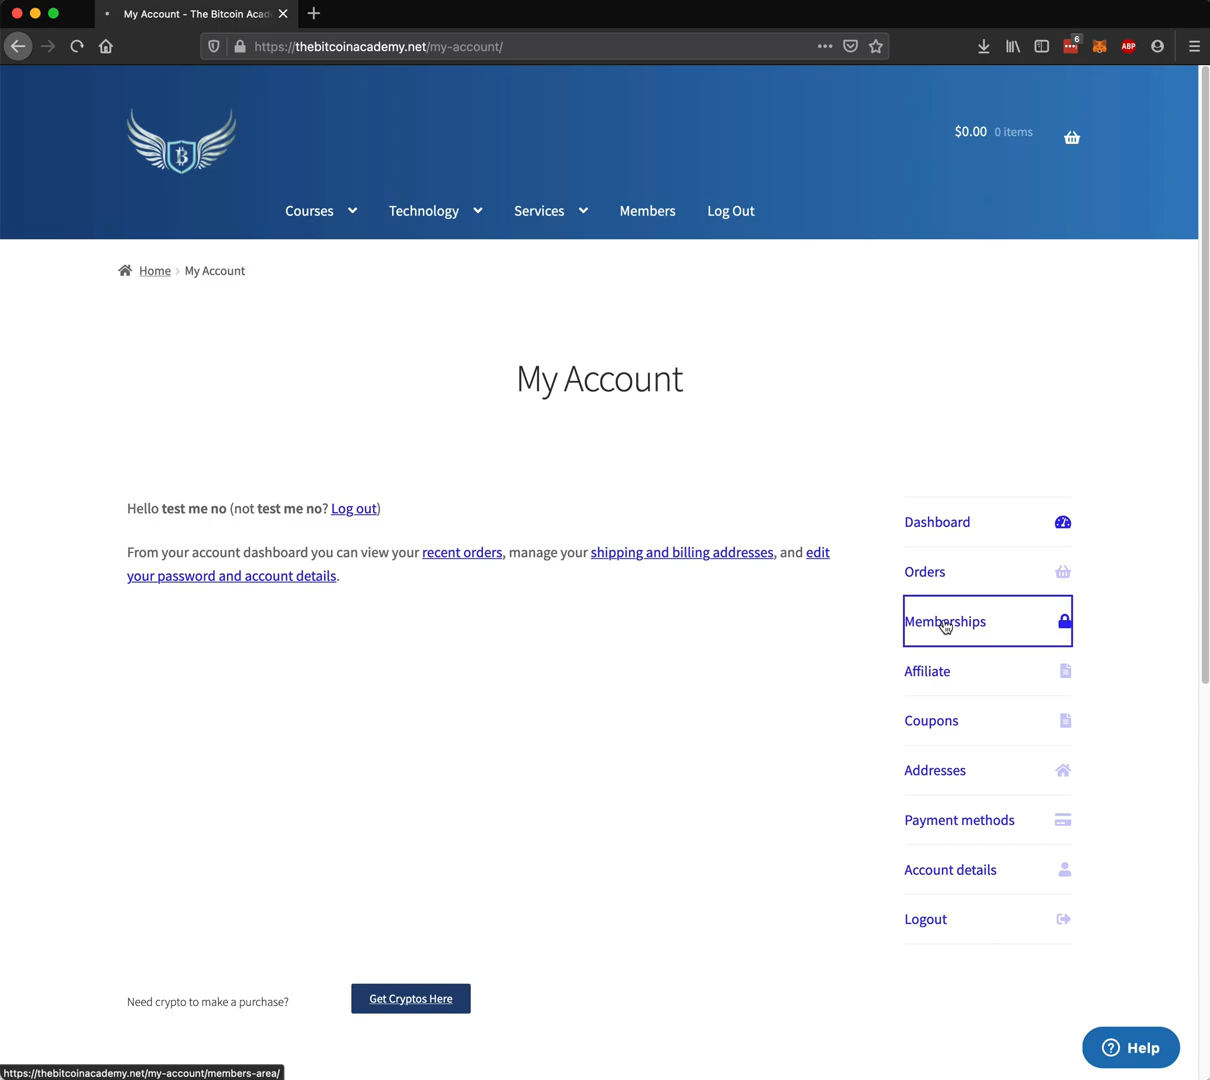 My Account - The Bitcoin Acad
https://thebitcoinacademy.net/my-account/
6
ABP
$0.00 0 items
Courses Technology Services Members Log Out
Home › My Account
My Account
Hello test me no (not test me no? Log out)
From your account dashboard you can view your recent orders, manage your shipping and billing addresses, and edit
your password and account details.
Dashboard
Orders
Memberships
Affiliate
Coupons
Addresses
Payment methods
Account details
Logout
Need crypto to make a purchase?
Get Cryptos Here
Help
https://thebitcoinacademy.net/my-account/members-area/